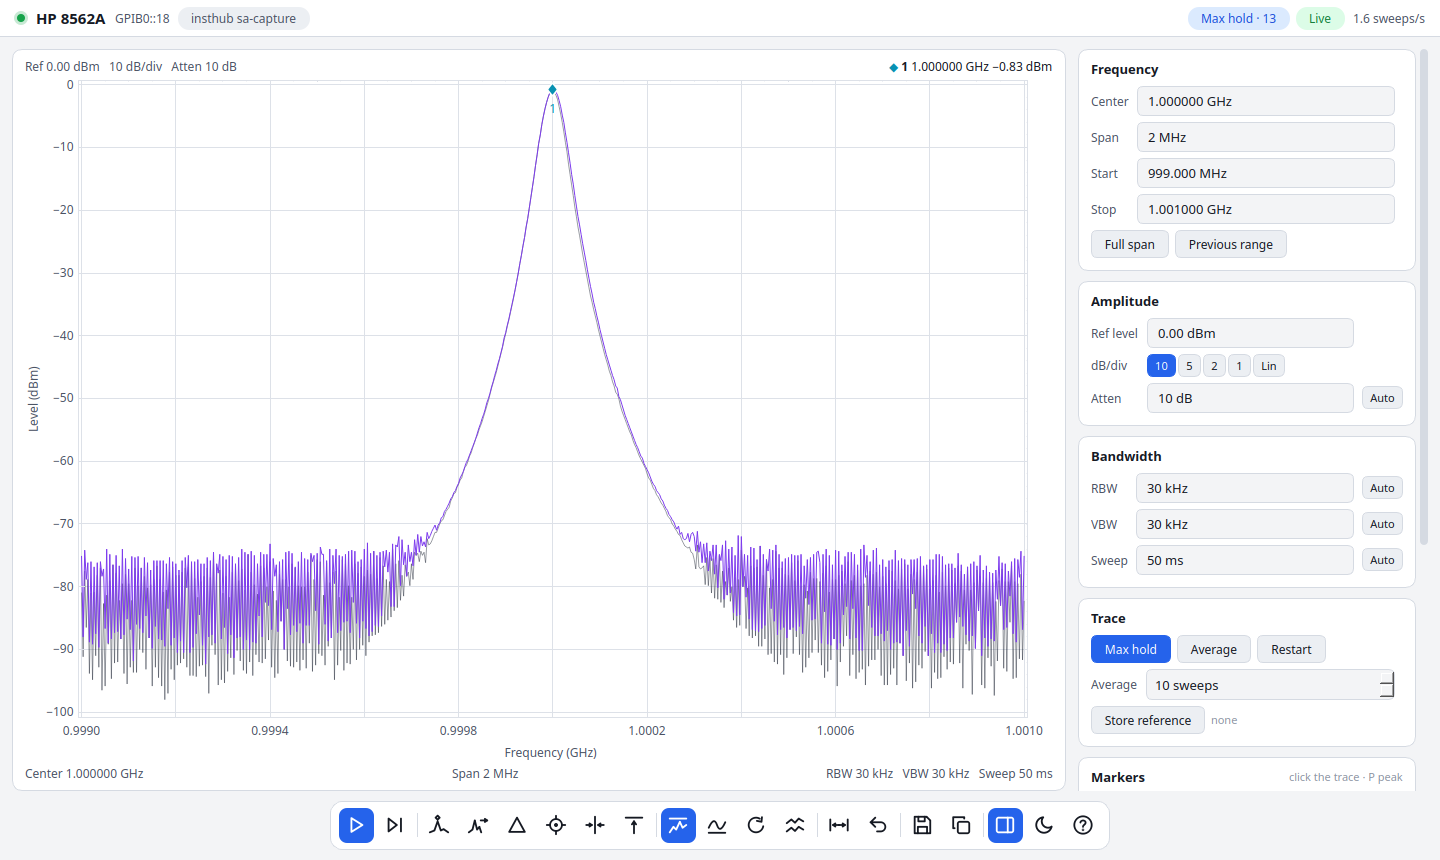 HP 8562A GPIB0::18 insthub sa-capture Max hold · 13 Live 1.6 sweeps/s
Ref 0.00 dBm 10 dB/div Atten 10 dB ◆ 1 1.000000 GHz −0.83 dBm
0
−10
−20
−30
−40
−50
−60
−70
−80
−90
−100
Level (dBm)
1
0.9990 0.9994 0.9998 1.0002 1.0006 1.0010
Frequency (GHz)
Center 1.000000 GHz Span 2 MHz RBW 30 kHz VBW 30 kHz Sweep 50 ms
Frequency
Center 1.000000 GHz
Span 2 MHz
Start 999.000 MHz
Stop 1.001000 GHz
Full span Previous range
Amplitude
Ref level 0.00 dBm
dB/div 10 5 2 1 Lin
Atten 10 dB Auto
Bandwidth
RBW 30 kHz Auto
VBW 30 kHz Auto
Sweep 50 ms Auto
Trace
Max hold Average Restart
Average 10 sweeps
Store reference none
Markers click the trace · P peak